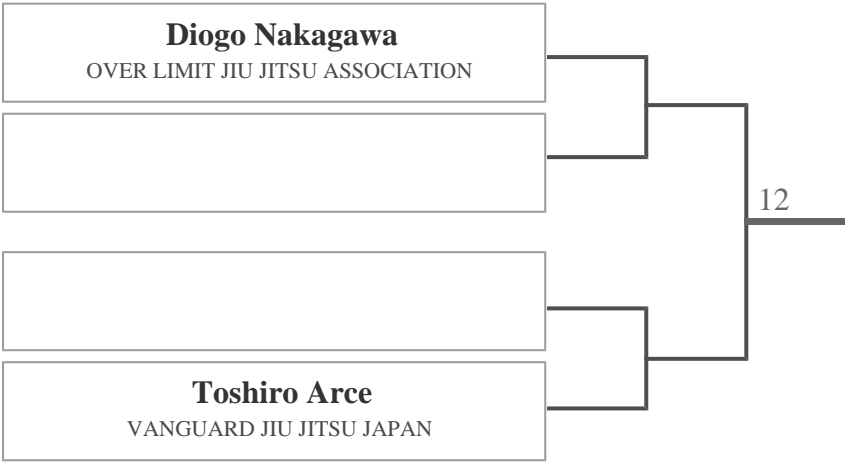 Diogo Nakagawa
OVER LIMIT JIU JITSU ASSOCIATION
12
Toshiro Arce
VANGUARD JIU JITSU JAPAN